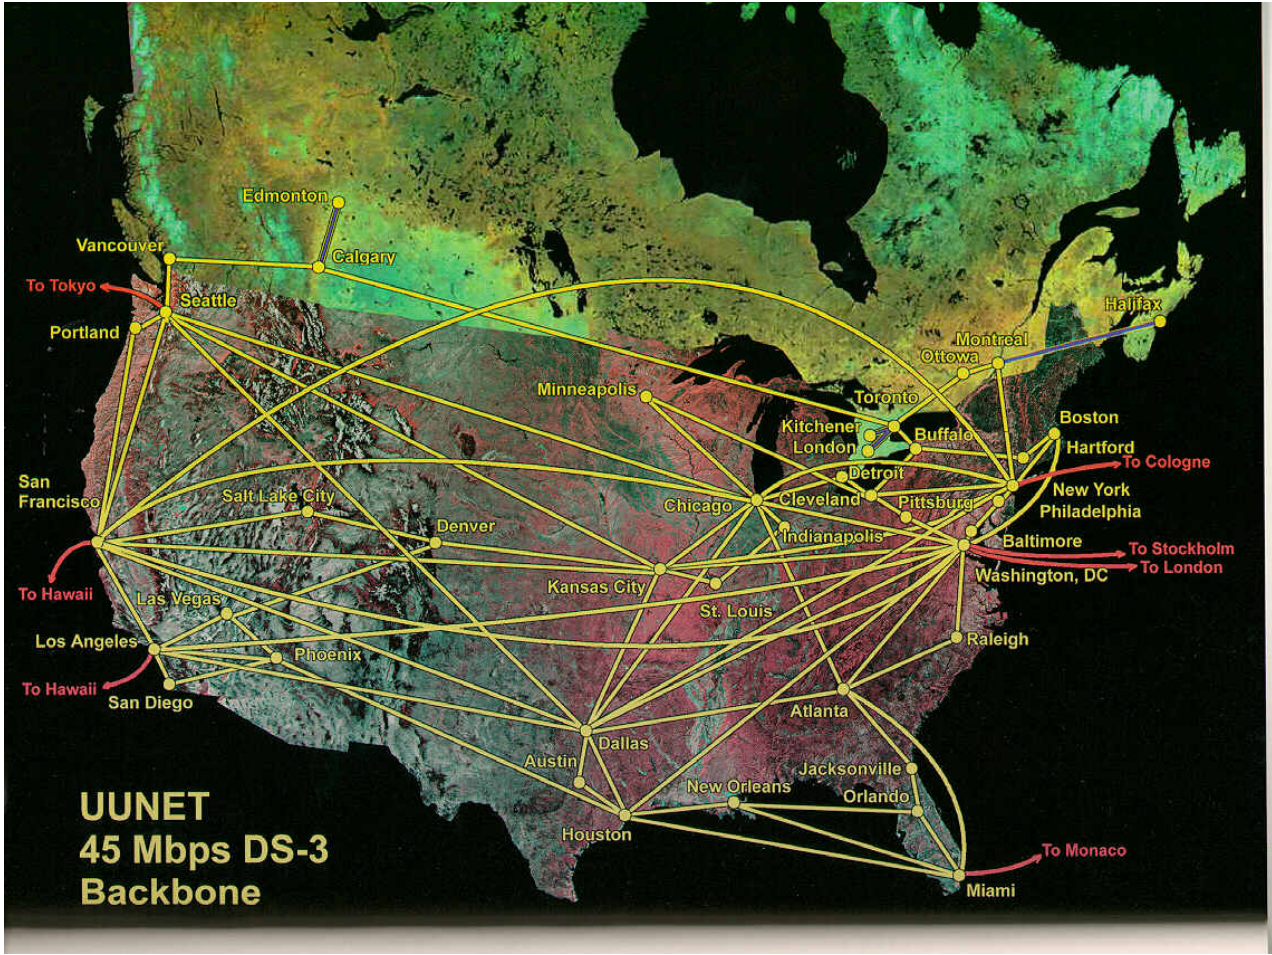 Edmonton
Vancouver
Calgary
To Tokyo
Seattle
Portland
Halifax
Montreal
Ottowa
Minneapolis
Toronto
Kitchener
London
Buffalo
Boston
Hartford
To Cologne
Detroit
San
Francisco
Salt Lake City
Chicago
Cleveland
Pittsburg
New York
Philadelphia
Denver
Indianapolis
Baltimore
To Stockholm
To London
Washington, DC
Kansas City
St. Louis
To Hawaii
Las Vegas
Los Angeles
Phoenix
Raleigh
To Hawaii
San Diego
Atlanta
Dallas
Austin
Jacksonville
New Orleans
Orlando
Houston
To Monaco
Miami
UUNET
45 Mbps DS-3
Backbone